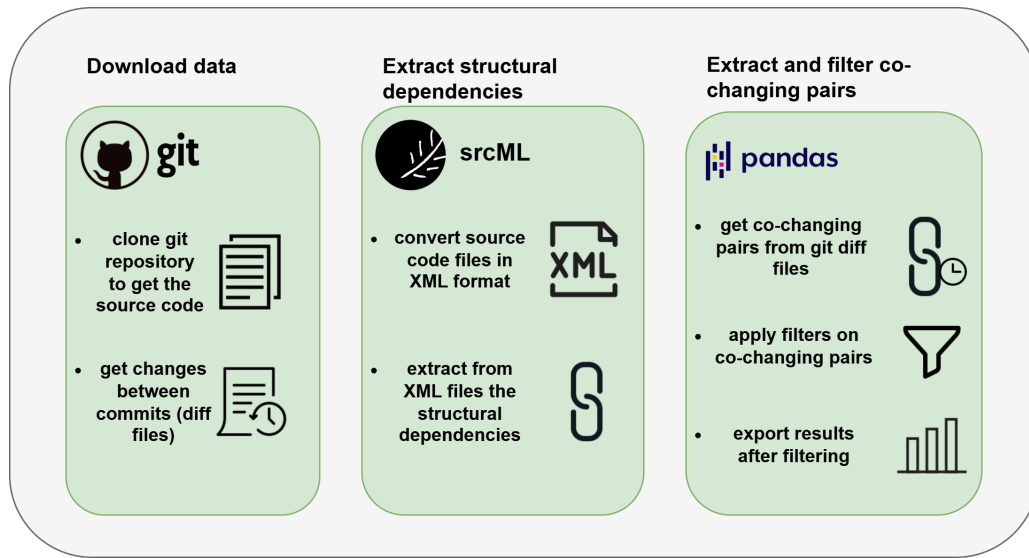 Download data
git
clone git
repository
to get the
source code
get changes
between
commits (diff
files)
Extract structural
dependencies
srcML
convert source
code files in
XML format
XML
extract from
XML files the
structural
dependencies
Extract and filter co-
changing pairs
pandas
get co-changing
pairs from git diff
files
apply filters on
co-changing pairs
export results
after filtering